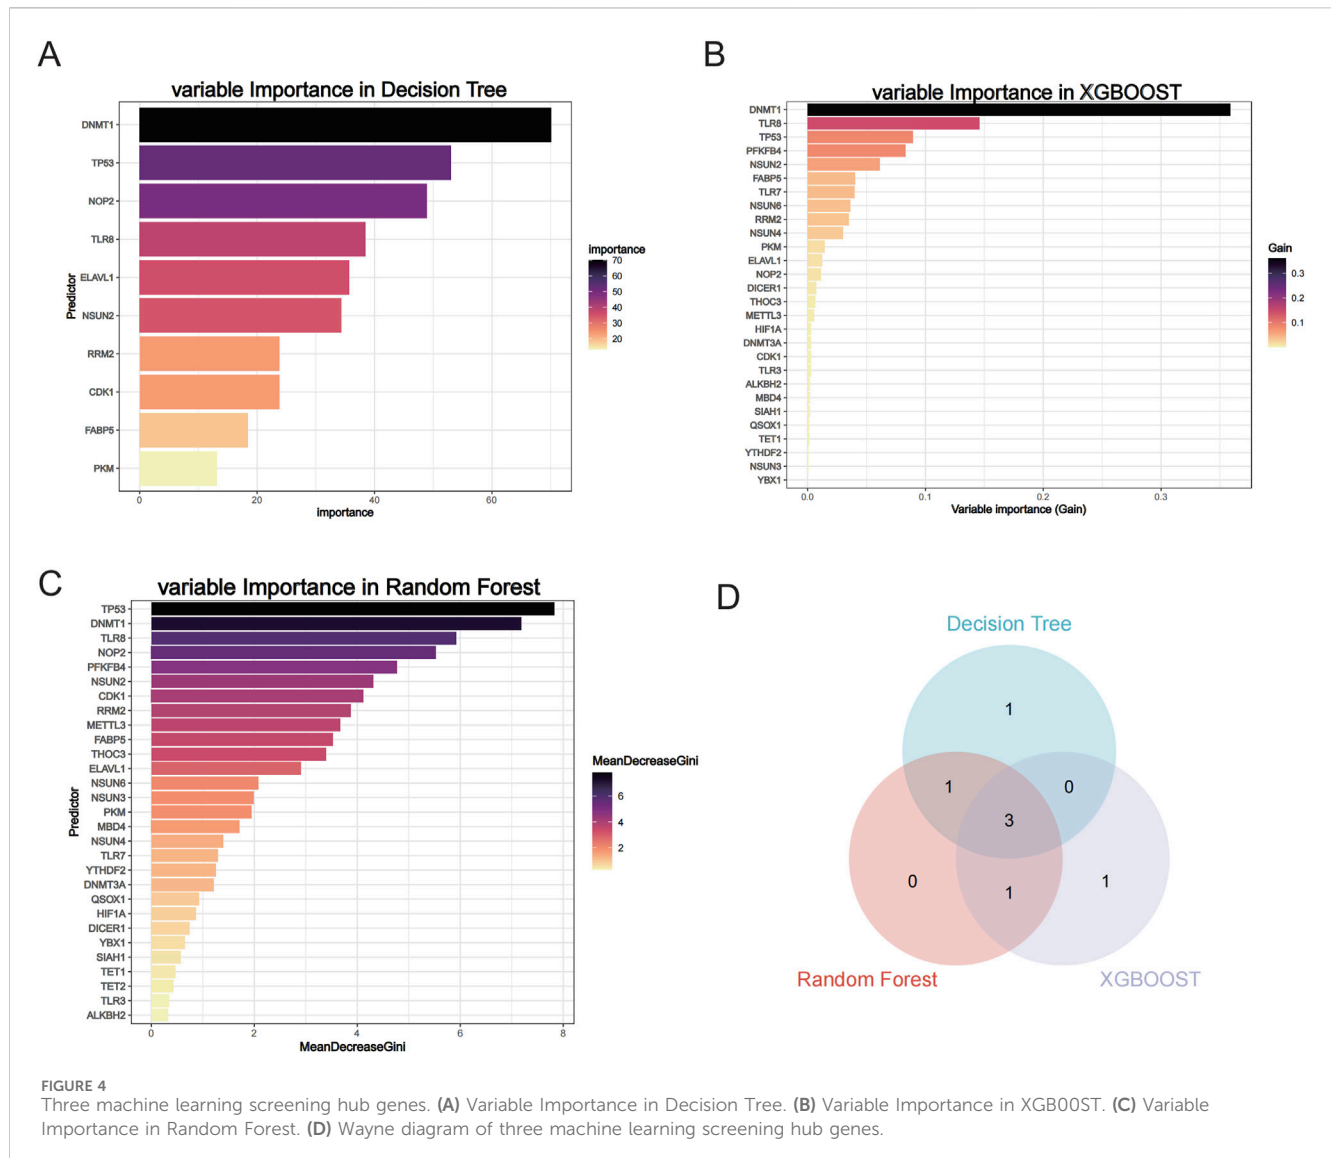 A
variable Importance in Decision Tree
Predictor
DNMT1
TP53
NOP2
TLR8
ELAVL1
NSUN2
RRM2
CDK1
FABP5
PKM
0 20 40 60
importance
importance
70
60
50
40
30
20
B
variable Importance in XGBOOST
DNMT1
TLR8
TP53
PFKFB4
NSUN2
FABP5
TLR7
NSUN6
RRM2
NSUN4
PKM
ELAVL1
NOP2
DICER1
THOC3
METTL3
HIF1A
DNMT3A
CDK1
TLR3
ALKBH2
MBD4
SIAH1
QSOX1
TET1
YTHDF2
NSUN3
YBX1
0.0 0.1 0.2 0.3
Variable importance (Gain)
Gain
0.3
0.2
0.1
C
variable Importance in Random Forest
Predictor
TP53
DNMT1
TLR8
NOP2
PFKFB4
NSUN2
CDK1
RRM2
METTL3
FABP5
THOC3
ELAVL1
NSUN6
NSUN3
PKM
MBD4
NSUN4
TLR7
YTHDF2
DNMT3A
QSOX1
HIF1A
DICER1
YBX1
SIAH1
TET1
TET2
TLR3
ALKBH2
0 2 4 6 8
MeanDecreaseGini
MeanDecreaseGini
6
4
2
D
Decision Tree
1
1 0
3
0 1 1
Random Forest XGBOOST
FIGURE 4
Three machine learning screening hub genes. (A) Variable Importance in Decision Tree. (B) Variable Importance in XGB00ST. (C) Variable
Importance in Random Forest. (D) Wayne diagram of three machine learning screening hub genes.